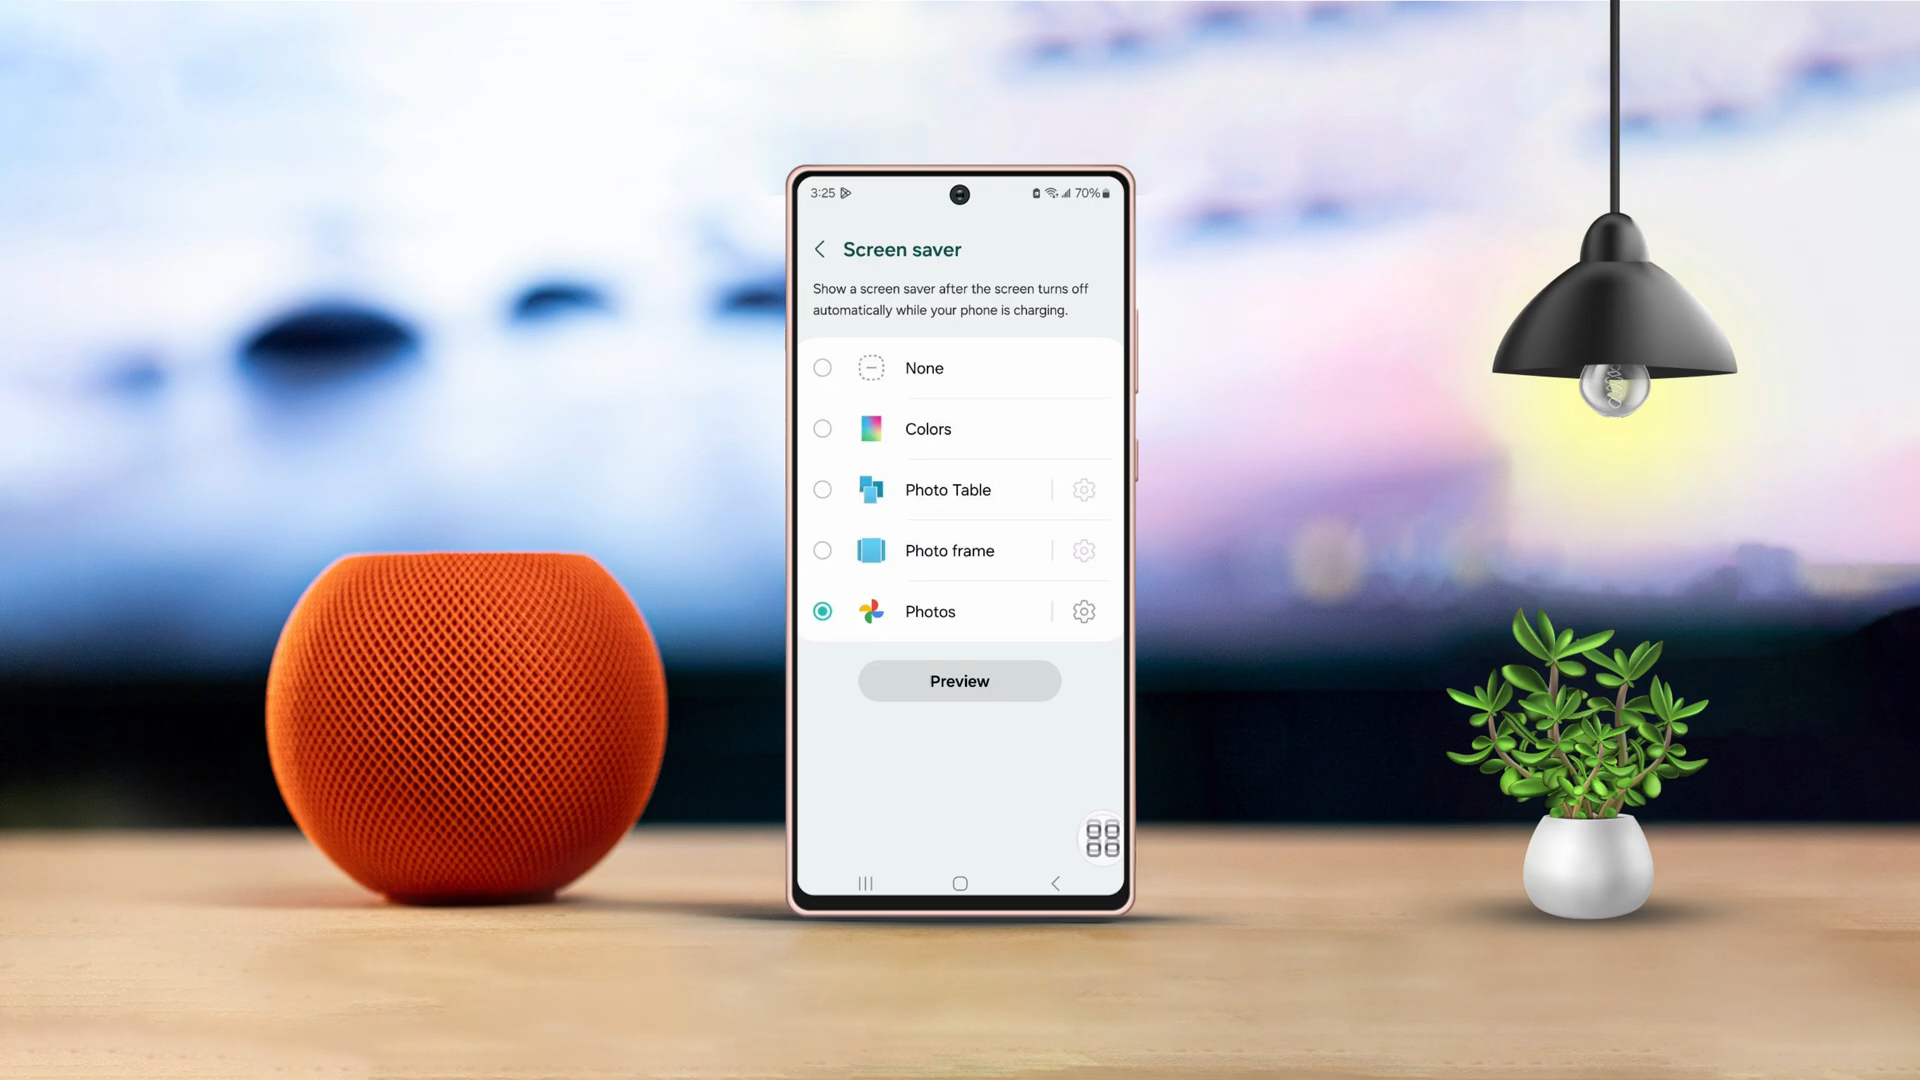 3:25 70%
Screen saver
Show a screen saver after the screen turns off
automatically while your phone is charging.
None
Colors
Photo Table
Photo frame
Photos
Preview